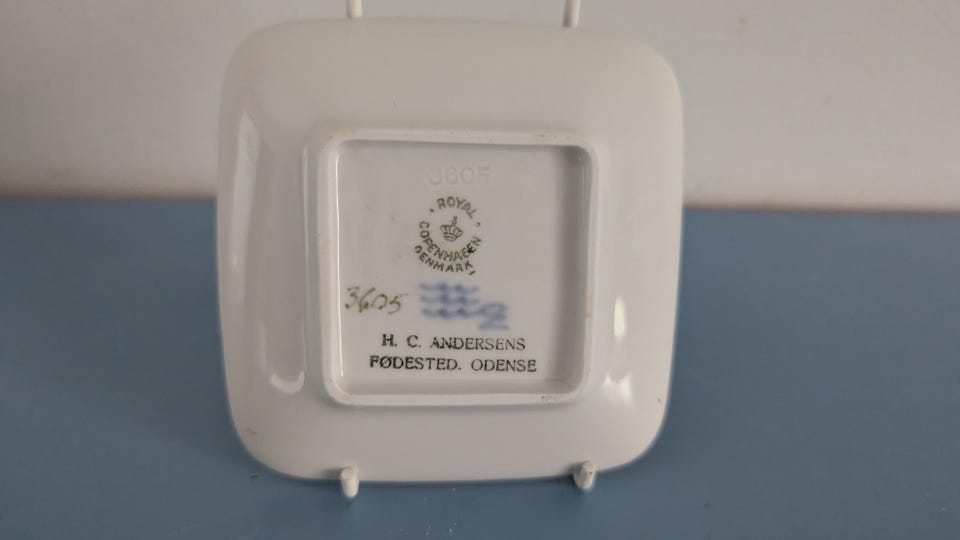 3605
ROYAL
COPENHAGEN
DENMARK
3605
H. C. ANDERSENS
FØDESTED. ODENSE